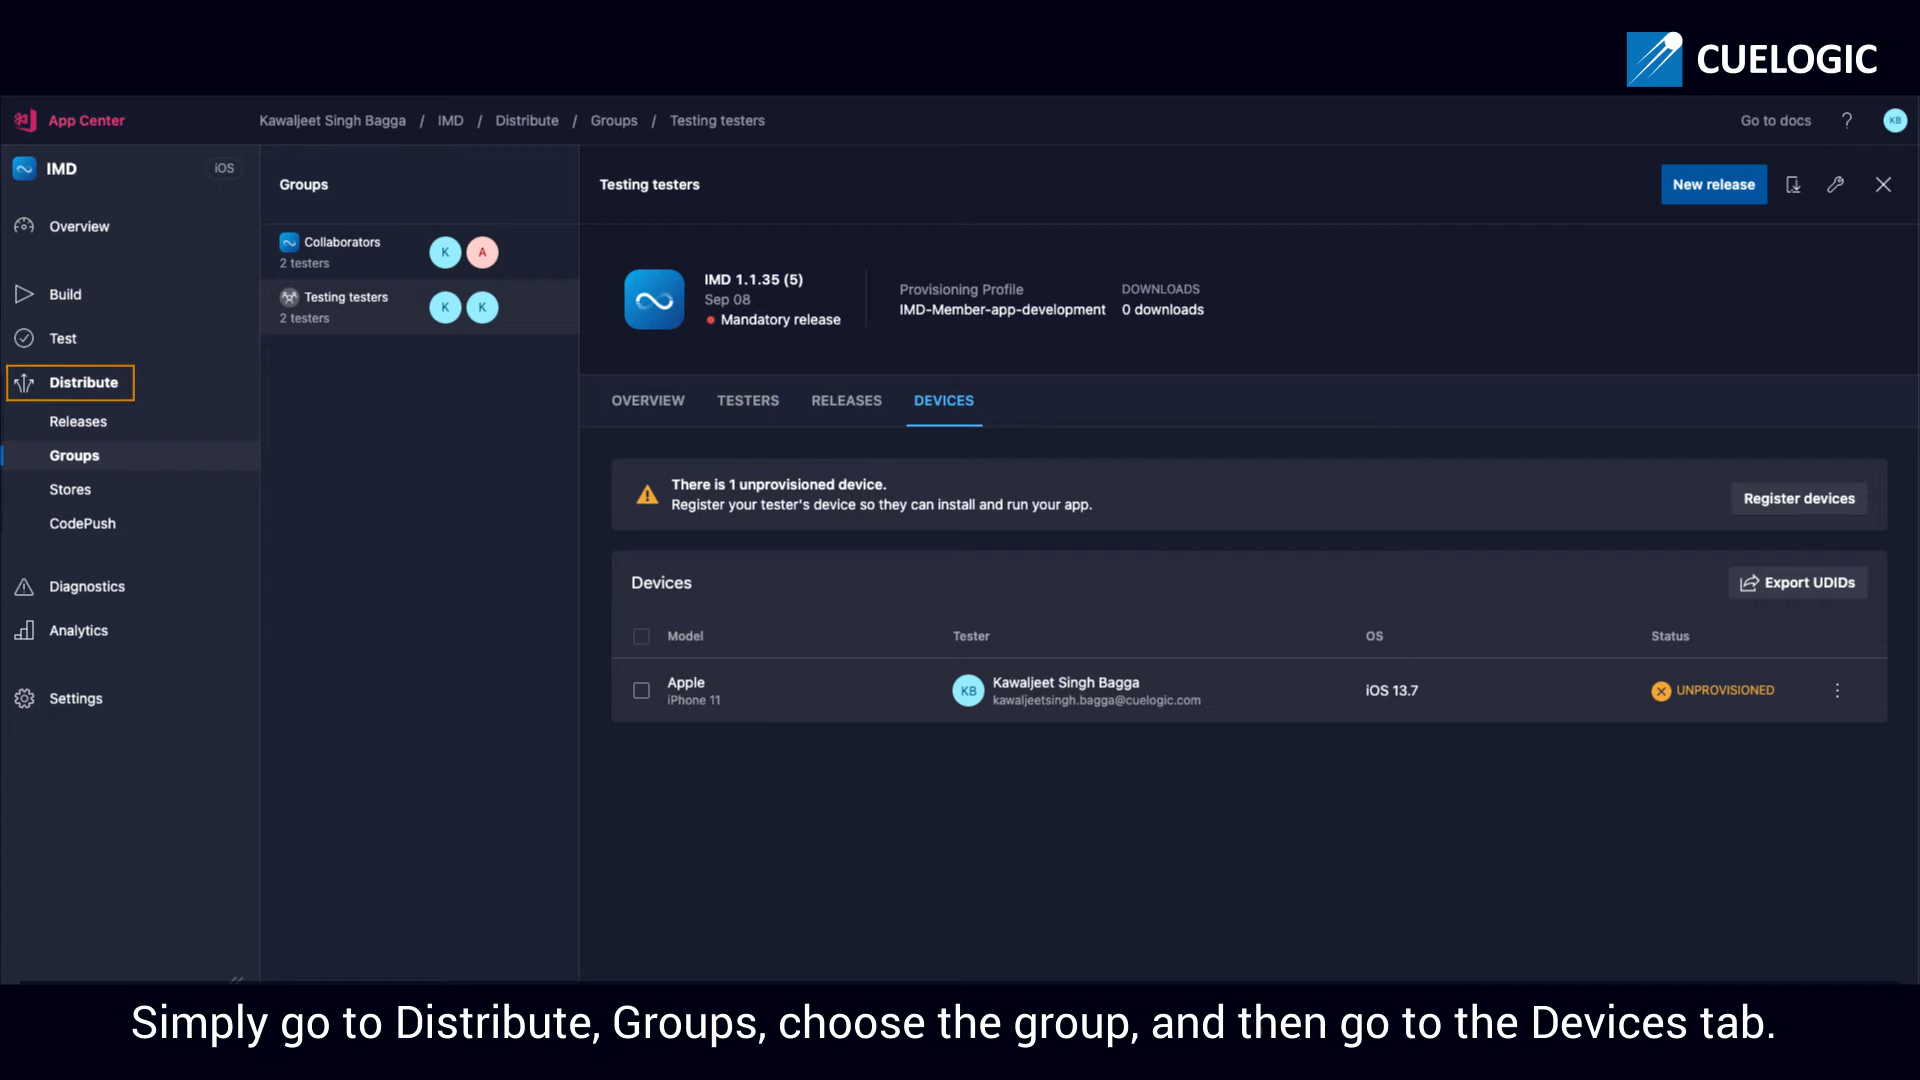 CUELOGIC
App Center
Kawaljeet Singh Bagga / IMD / Distribute / Groups / Testing testers
Go to docs ?
KB
IMD
iOS
Overview
Build
Test
Distribute
Releases
Groups
Stores
CodePush
Diagnostics
Analytics
Settings
Groups
Collaborators
2 testers
K A
Testing testers
2 testers
K K
Testing testers
New release
IMD 1.1.35 (5)
Sep 08
Mandatory release
Provisioning Profile
IMD-Member-app-development
DOWNLOADS
0 downloads
OVERVIEW TESTERS RELEASES DEVICES
There is 1 unprovisioned device.
Register your tester's device so they can install and run your app.
Register devices
Devices
Export UDIDs
Model Tester OS Status
Apple
iPhone 11
KB
Kawaljeet Singh Bagga
kawaljeetsingh.bagga@cuelogic.com
iOS 13.7
UNPROVISIONED
Simply go to Distribute, Groups, choose the group, and then go to the Devices tab.